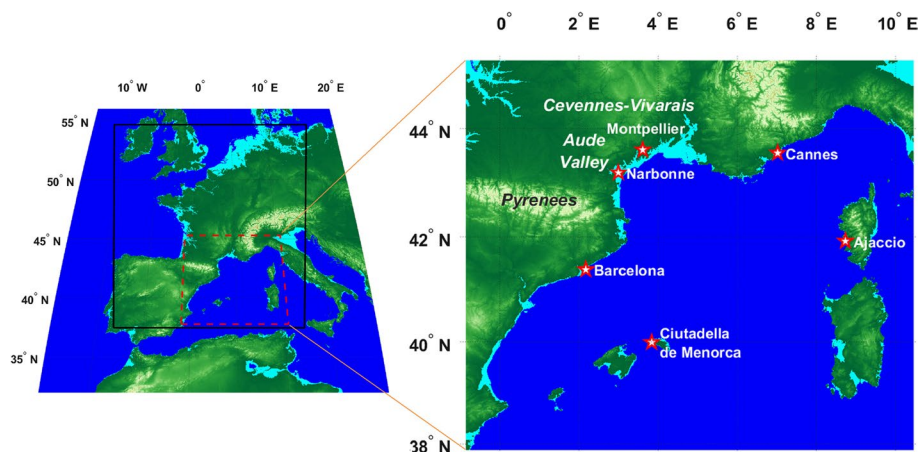 10° W
0°
10° E
20° E
55° N
50° N
45° N
40° N
35° N
0°
2° E
4° E
6° E
8° E
10° E
44° N
42° N
40° N
38° N
Cevennes-Vivarais
Montpellier
Aude
Valley
Narbonne
Cannes
Pyrenees
Ajaccio
Barcelona
Ciutadella
de Menorca